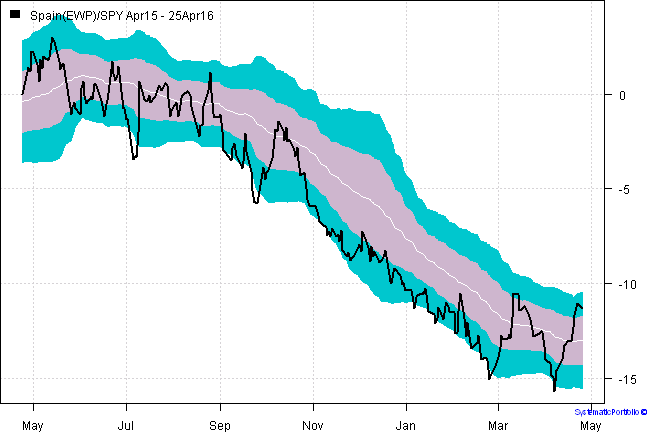 Spain(EWP)/SPY Apr15 - 25Apr16
0
-5
-10
-15
SystematicPortfolio ©
May Jul Sep Nov Jan Mar May